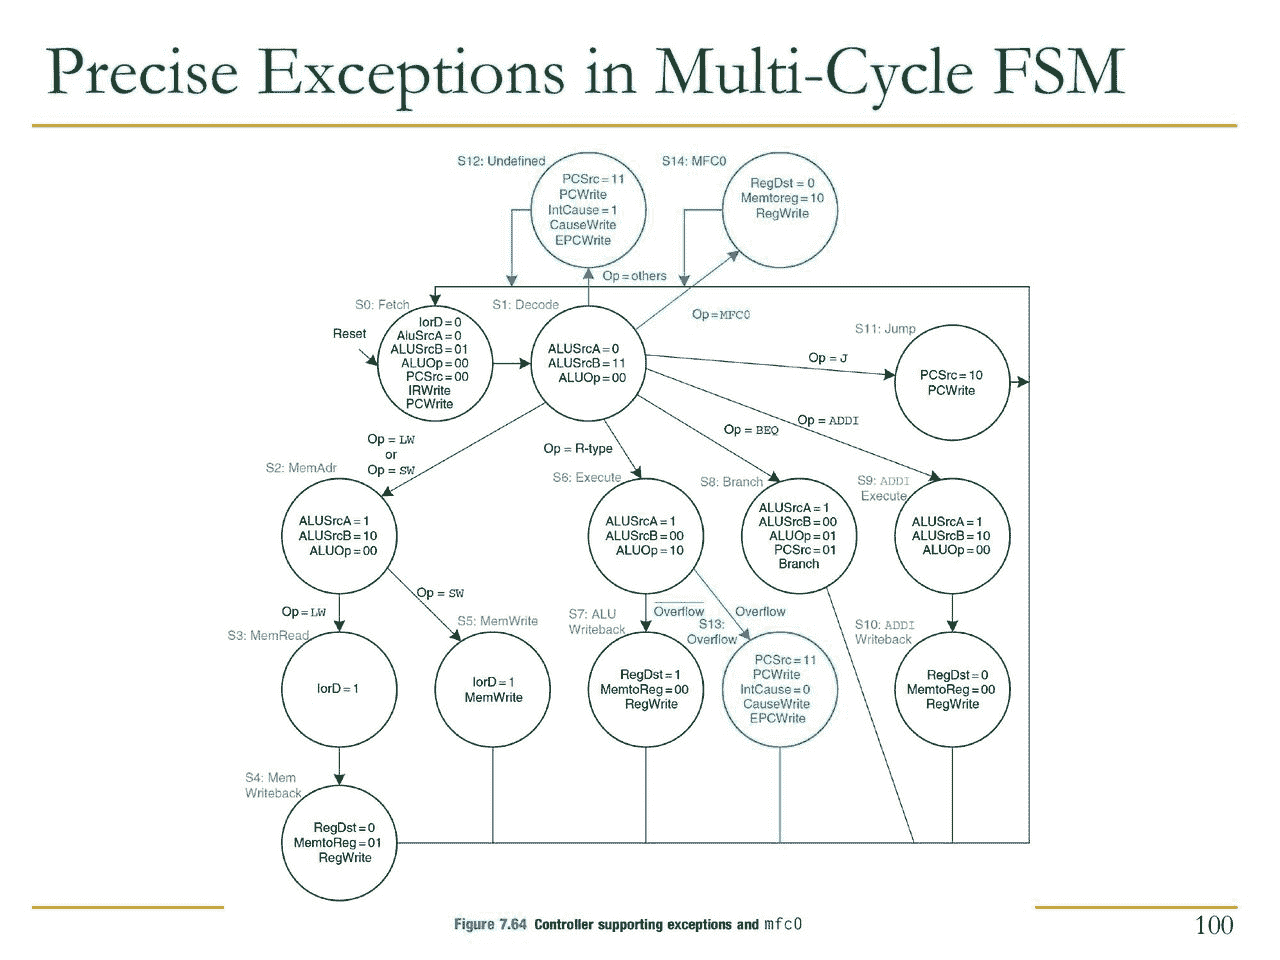 Precise Exceptions in Multi-Cycle FSM
S12: Undefined
PCSrc = 11
PCWrite
IntCause = 1
CauseWrite
EPCWrite
S14: MFC0
RegDst = 0
Memtoreg = 10
RegWrite
Op = others
S0: Fetch
Reset
IorD = 0
AluSrcA = 0
ALUSrcB = 01
ALUOp = 00
PCSrc = 00
IRWrite
PCWrite
S1: Decode
ALUSrcA = 0
ALUSrcB = 11
ALUOp = 00
Op = MFC0
S11: Jump
Op = J
PCSrc = 10
PCWrite
Op = LW
or
Op = SW
Op = R-type
Op = BEQ
Op = ADDI
S2: MemAdr
ALUSrcA = 1
ALUSrcB = 10
ALUOp = 00
S6: Execute
ALUSrcA = 1
ALUSrcB = 00
ALUOp = 10
S8: Branch
ALUSrcA = 1
ALUSrcB = 00
ALUOp = 01
PCSrc = 01
Branch
S9: ADDI
Execute
ALUSrcA = 1
ALUSrcB = 10
ALUOp = 00
Op = LW
Op = SW
S3: MemRead
IorD = 1
S5: MemWrite
IorD = 1
MemWrite
S7: ALU
Writeback
Overflow
Overflow
RegDst = 1
MemtoReg = 00
RegWrite
S13:
Overflow
PCSrc = 11
PCWrite
IntCause = 0
CauseWrite
EPCWrite
S10: ADDI
Writeback
RegDst = 0
MemtoReg = 00
RegWrite
S4: Mem
Writeback
RegDst = 0
MemtoReg = 01
RegWrite
Figure 7.64 Controller supporting exceptions and mfc0
100